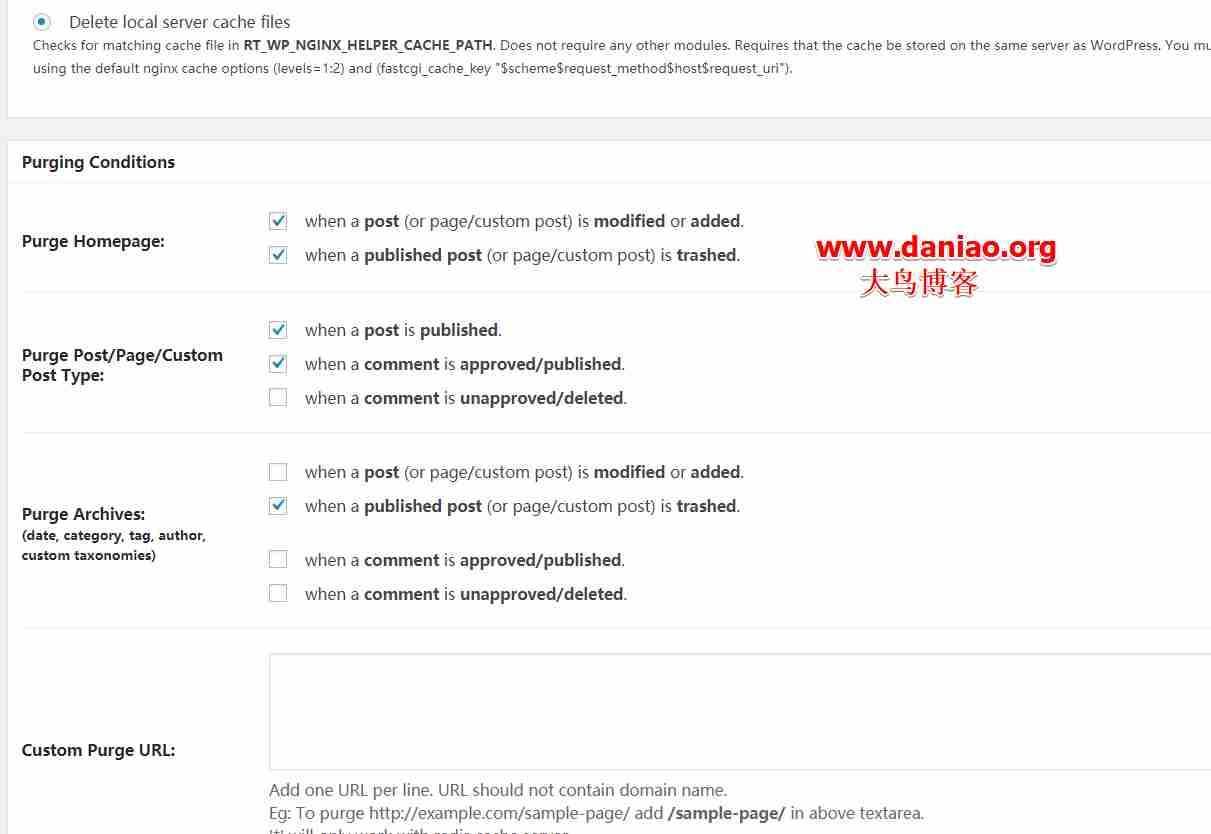 Delete local server cache files
Checks for matching cache file in RT_WP_NGINX_HELPER_CACHE_PATH. Does not require any other modules. Requires that the cache be stored on the same server as WordPress. You mu
using the default nginx cache options (levels=1:2) and (fastcgi_cache_key "$scheme$request_method$host$request_uri").
Purging Conditions
Purge Homepage:
when a post (or page/custom post) is modified or added.
when a published post (or page/custom post) is trashed.
www.daniao.org
大鸟博客
Purge Post/Page/Custom
Post Type:
when a post is published.
when a comment is approved/published.
when a comment is unapproved/deleted.
Purge Archives:
(date, category, tag, author,
custom taxonomies)
when a post (or page/custom post) is modified or added.
when a published post (or page/custom post) is trashed.
when a comment is approved/published.
when a comment is unapproved/deleted.
Custom Purge URL:
Add one URL per line. URL should not contain domain name.
Eg: To purge http://example.com/sample-page/ add /sample-page/ in above textarea.
'*' will only work with redis cache server.